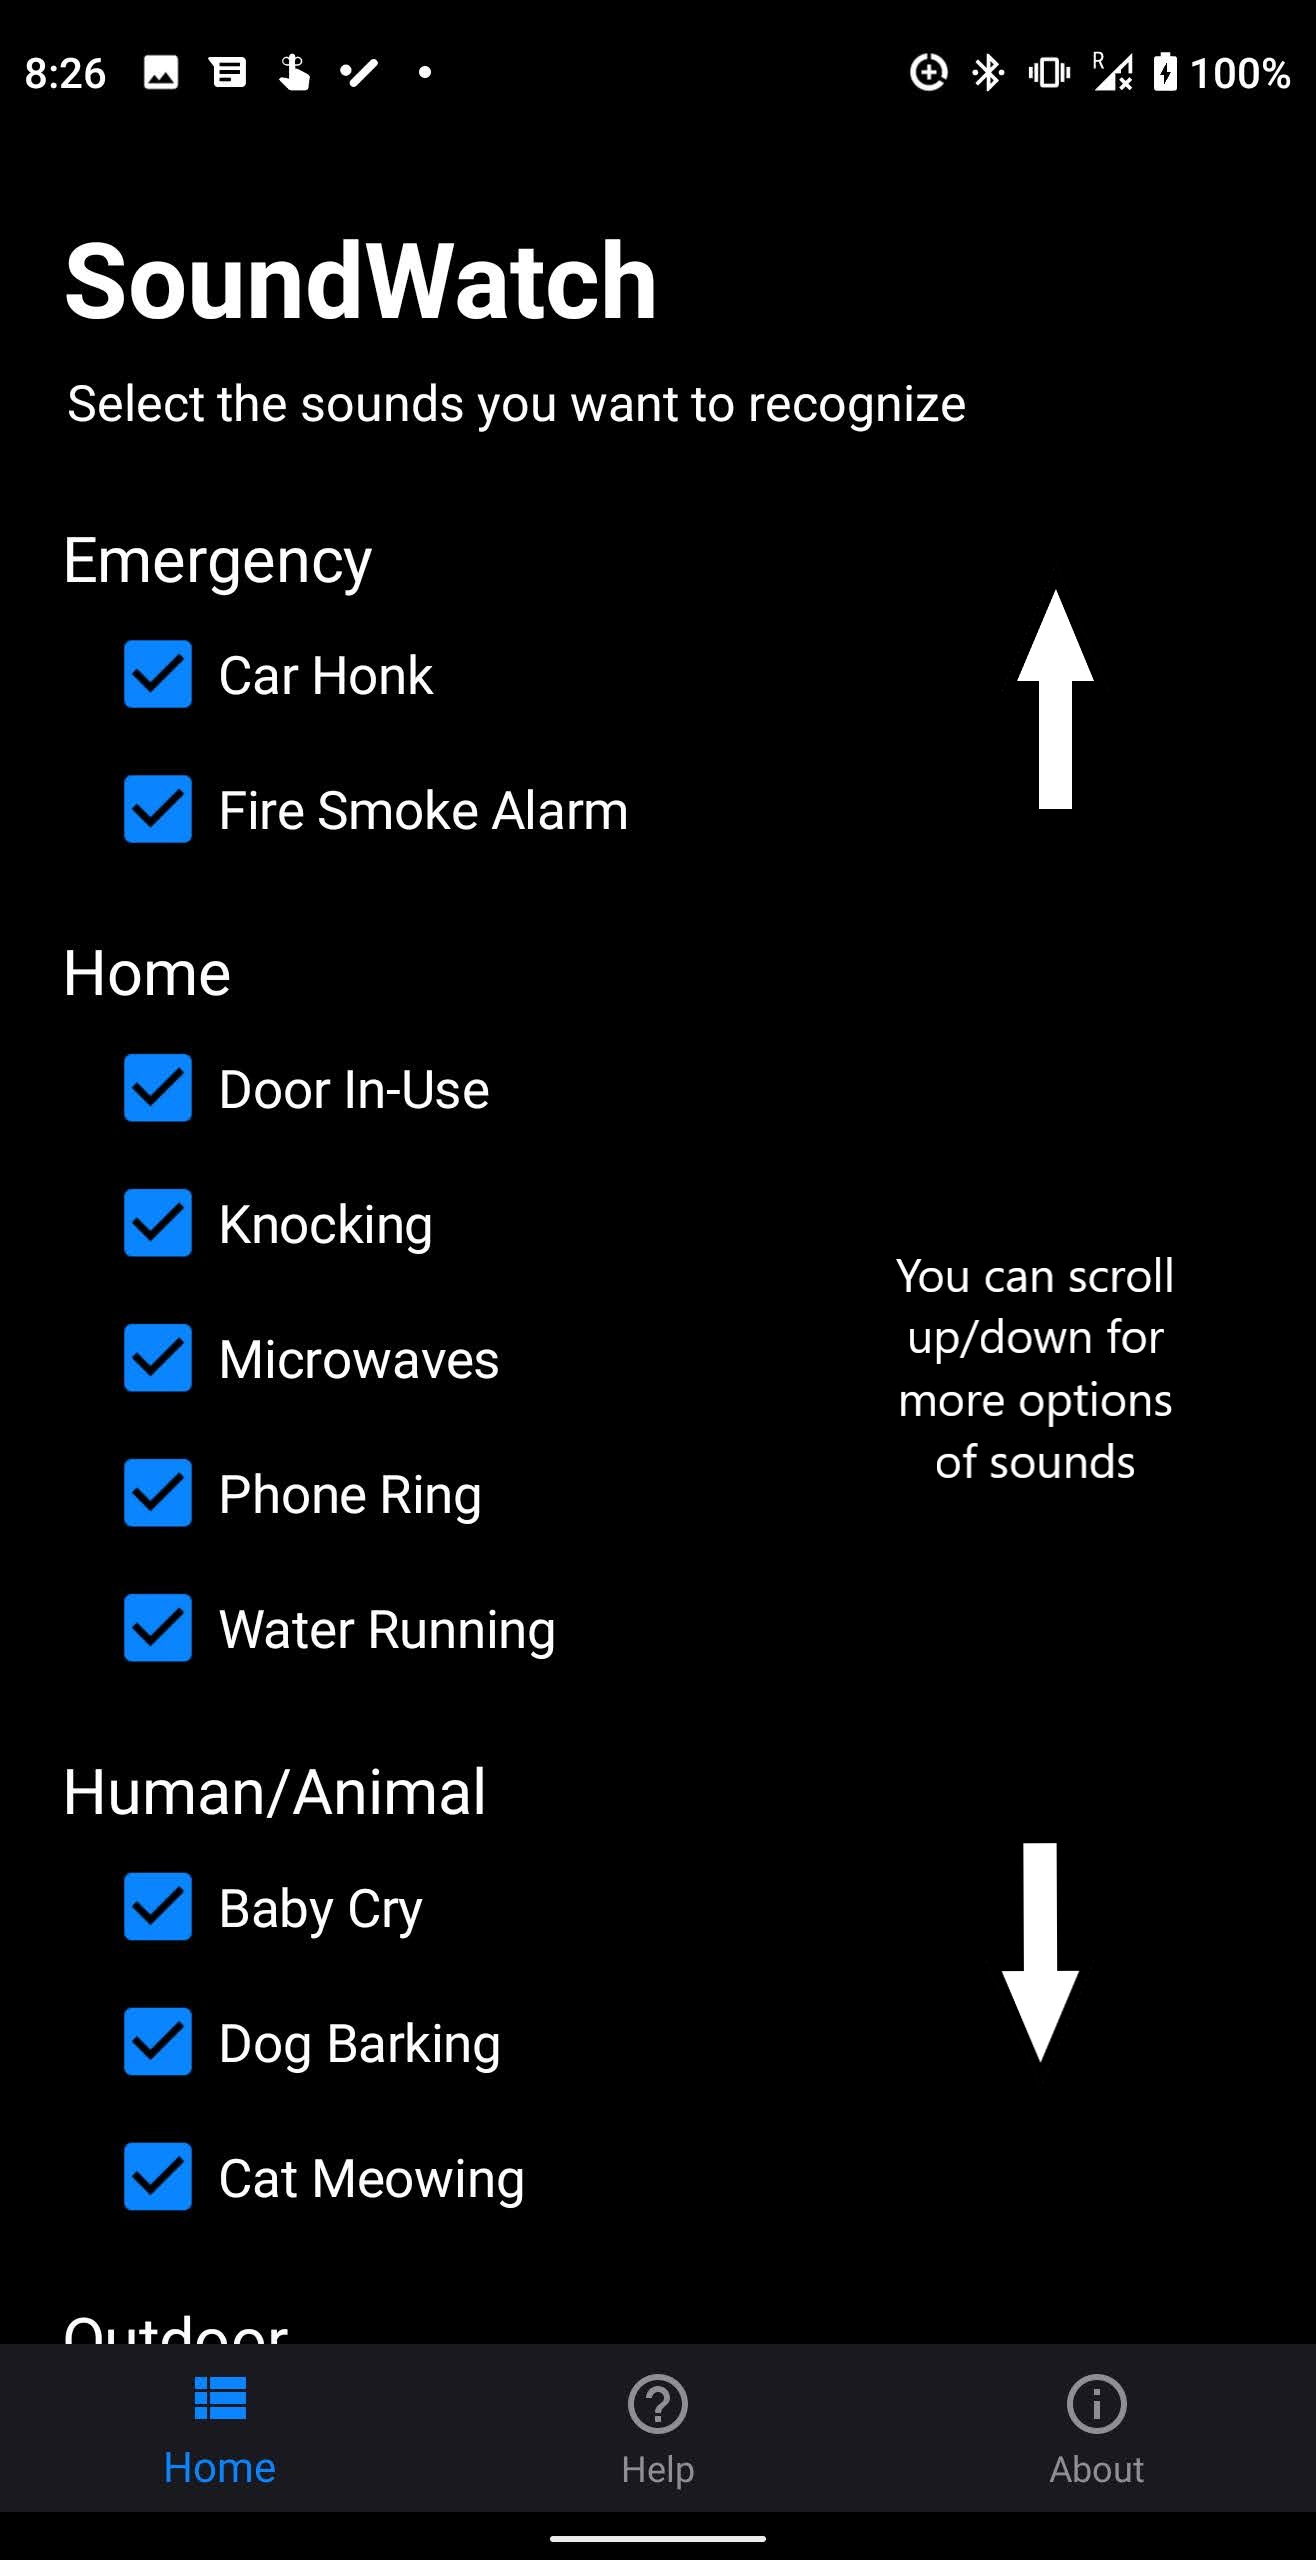 8:26
R
100%
SoundWatch
Select the sounds you want to recognize
Emergency
Car Honk
Fire Smoke Alarm
Home
Door In-Use
Knocking
Microwaves
Phone Ring
Water Running
You can scroll
up/down for
more options
of sounds
Human/Animal
Baby Cry
Dog Barking
Cat Meowing
Outdoor
Home
Help
About